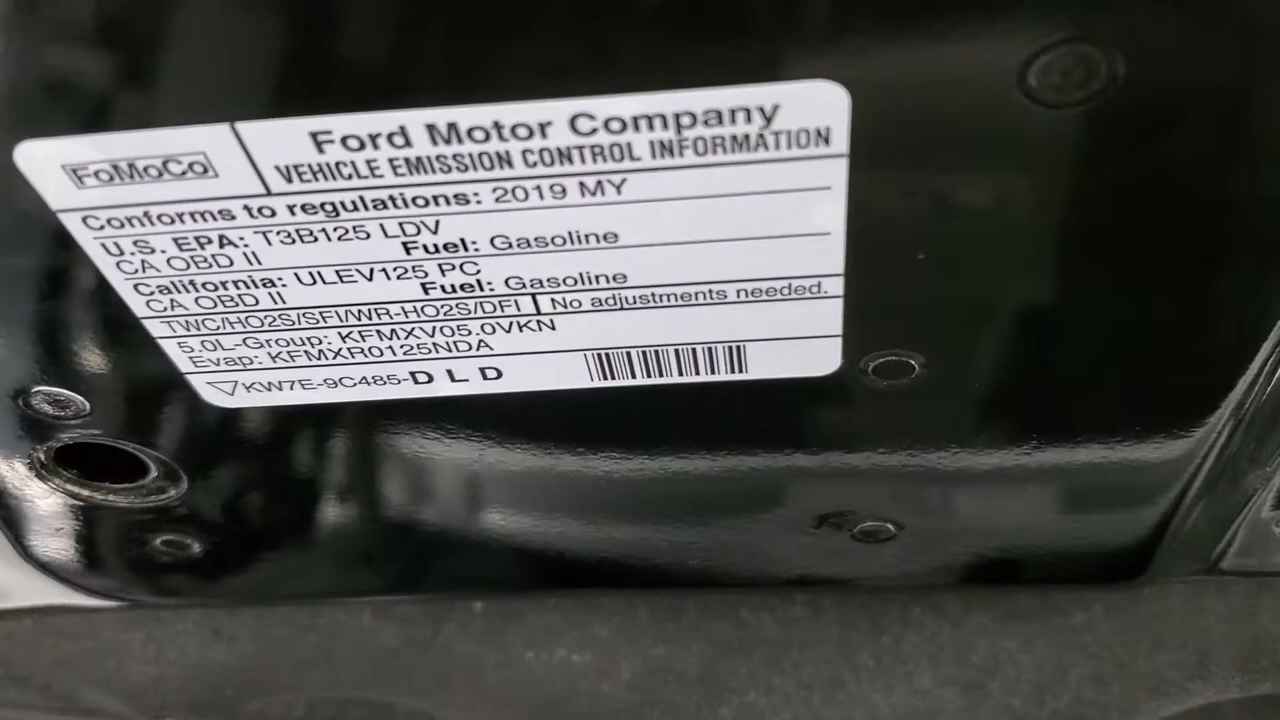 FoMoCo
Ford Motor Company
VEHICLE EMISSION CONTROL INFORMATION
Conforms to regulations: 2019 MY
U.S. EPA: T3B125 LDV
CA OBD II Fuel: Gasoline
California: ULEV125 PC
CA OBD II Fuel: Gasoline
TWC/HO2S/SFI/WR-HO2S/DFI No adjustments needed.
5.0L-Group: KFMXV05.0VKN
Evap: KFMXR0125NDA
KW7E-9C485-D L D